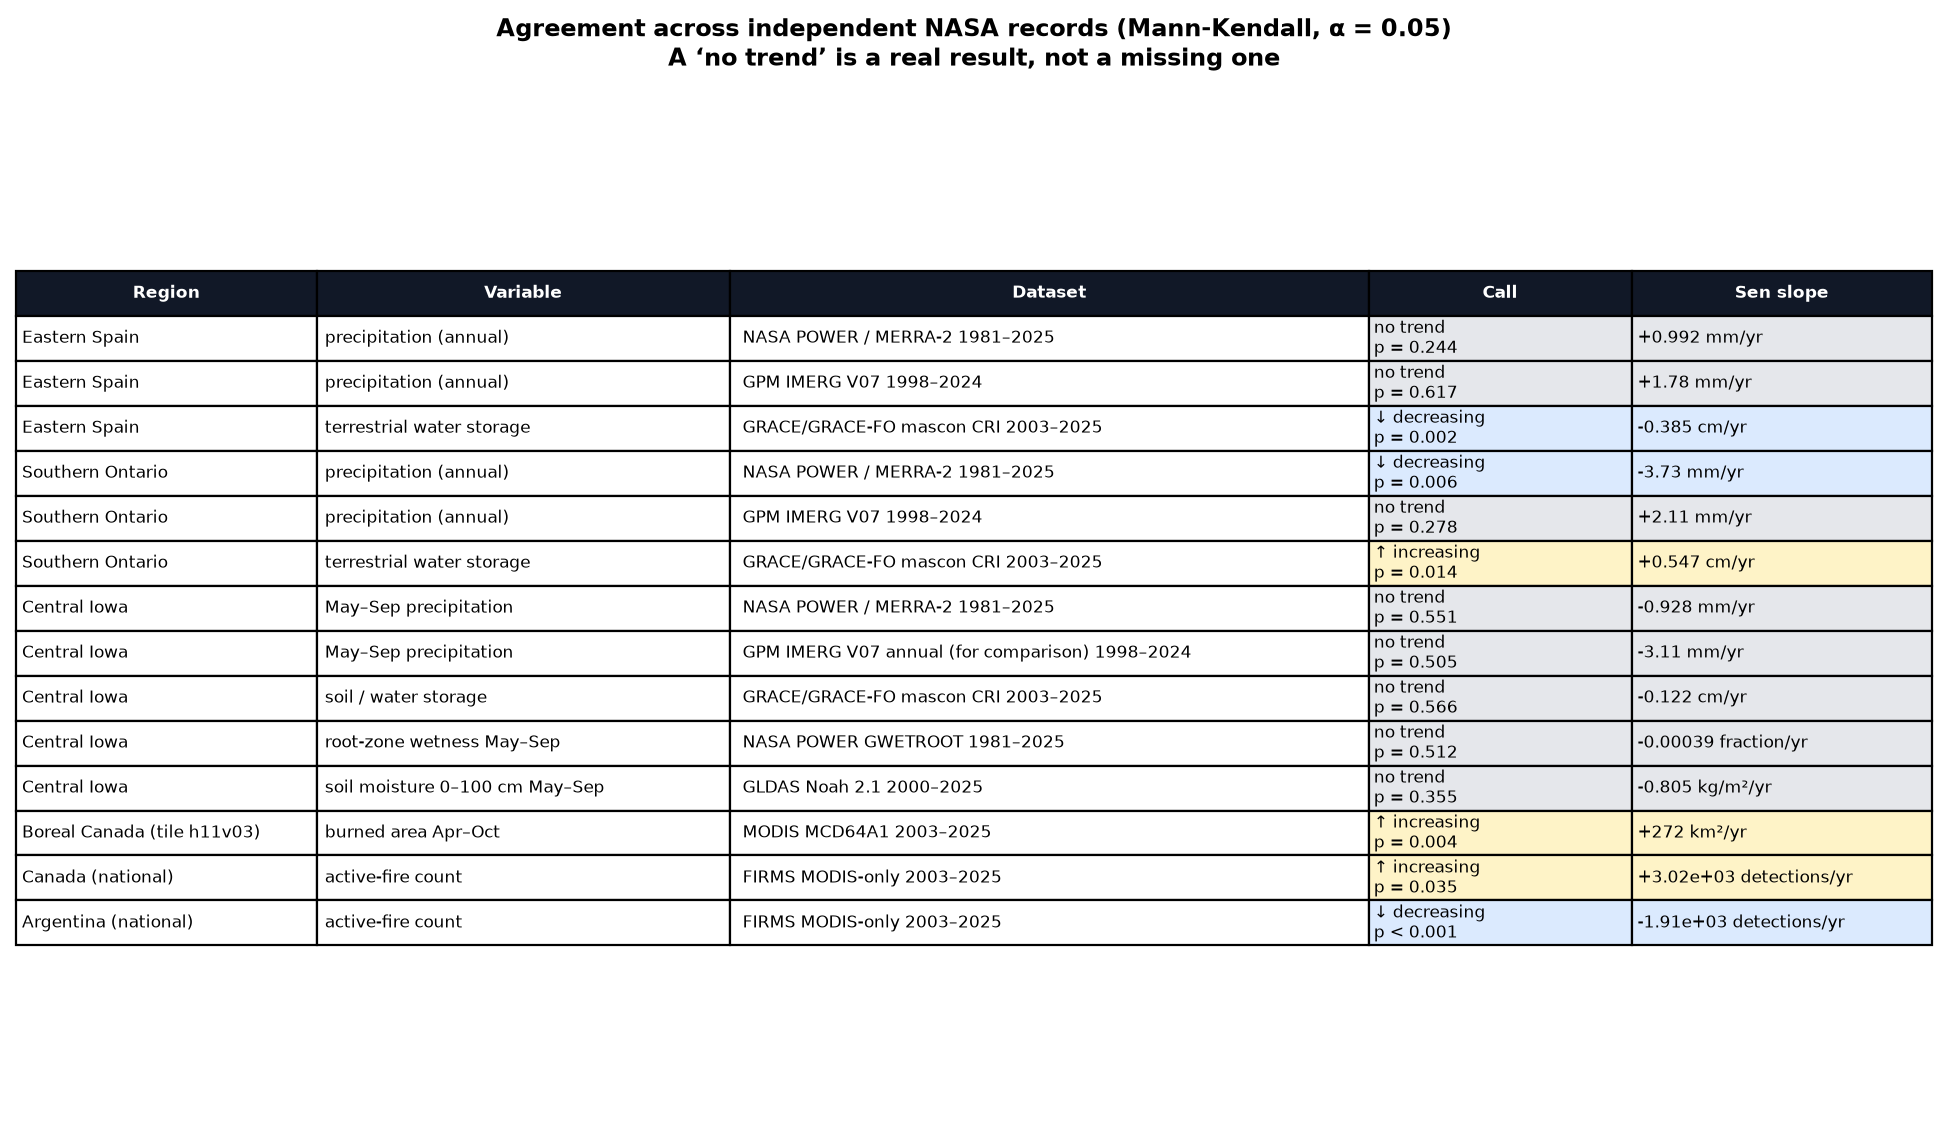 Agreement across independent NASA records (Mann-Kendall, α = 0.05)
A ‘no trend’ is a real result, not a missing one
Region Variable Dataset Call Sen slope
Eastern Spain precipitation (annual) NASA POWER / MERRA-2 1981–2025 no trend p = 0.244 +0.992 mm/yr
Eastern Spain precipitation (annual) GPM IMERG V07 1998–2024 no trend p = 0.617 +1.78 mm/yr
Eastern Spain terrestrial water storage GRACE/GRACE-FO mascon CRI 2003–2025 ↓ decreasing p = 0.002 -0.385 cm/yr
Southern Ontario precipitation (annual) NASA POWER / MERRA-2 1981–2025 ↓ decreasing p = 0.006 -3.73 mm/yr
Southern Ontario precipitation (annual) GPM IMERG V07 1998–2024 no trend p = 0.278 +2.11 mm/yr
Southern Ontario terrestrial water storage GRACE/GRACE-FO mascon CRI 2003–2025 ↑ increasing p = 0.014 +0.547 cm/yr
Central Iowa May–Sep precipitation NASA POWER / MERRA-2 1981–2025 no trend p = 0.551 -0.928 mm/yr
Central Iowa May–Sep precipitation GPM IMERG V07 annual (for comparison) 1998–2024 no trend p = 0.505 -3.11 mm/yr
Central Iowa soil / water storage GRACE/GRACE-FO mascon CRI 2003–2025 no trend p = 0.566 -0.122 cm/yr
Central Iowa root-zone wetness May–Sep NASA POWER GWETROOT 1981–2025 no trend p = 0.512 -0.00039 fraction/yr
Central Iowa soil moisture 0–100 cm May–Sep GLDAS Noah 2.1 2000–2025 no trend p = 0.355 -0.805 kg/m²/yr
Boreal Canada (tile h11v03) burned area Apr–Oct MODIS MCD64A1 2003–2025 ↑ increasing p = 0.004 +272 km²/yr
Canada (national) active-fire count FIRMS MODIS-only 2003–2025 ↑ increasing p = 0.035 +3.02e+03 detections/yr
Argentina (national) active-fire count FIRMS MODIS-only 2003–2025 ↓ decreasing p < 0.001 -1.91e+03 detections/yr